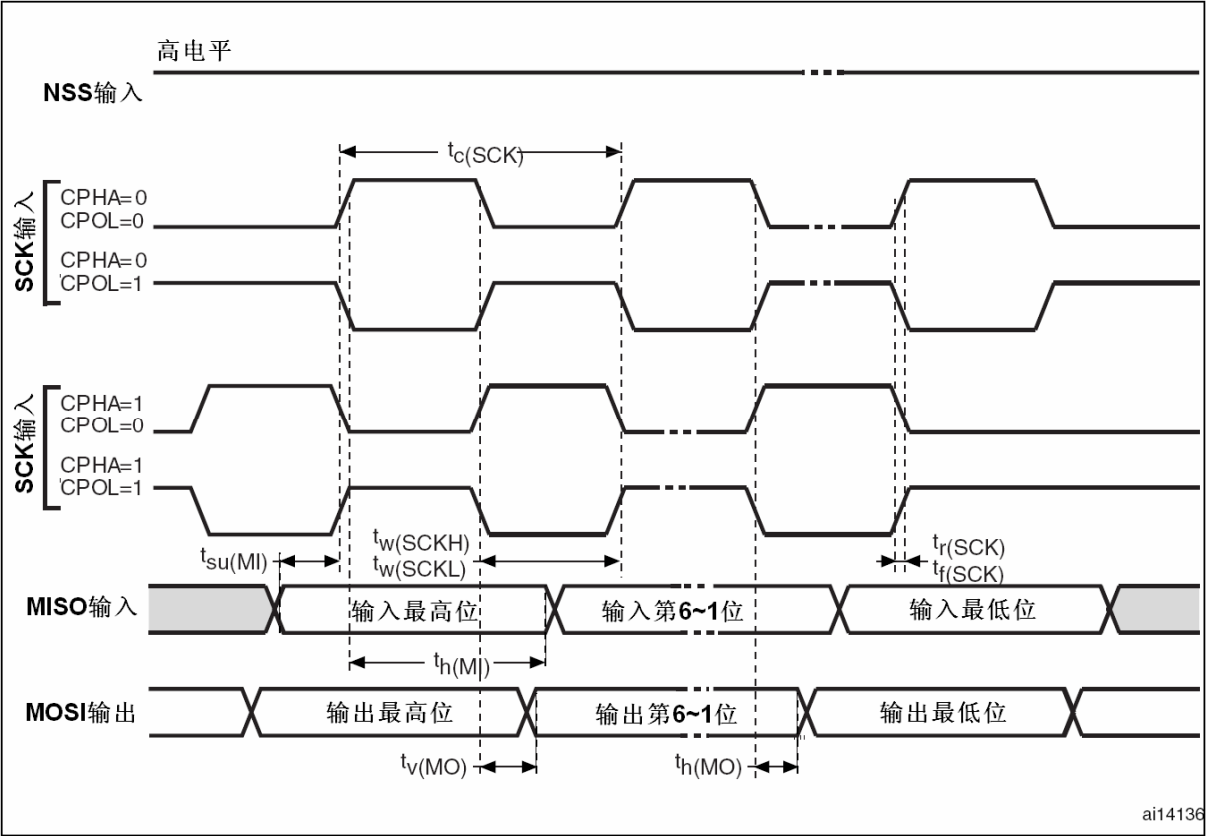 高电平
NSS输入
tc(SCK)
SCK输入
CPHA=0
CPOL=0
CPHA=0
CPOL=1
SCK输入
CPHA=1
CPOL=0
CPHA=1
CPOL=1
tsu(MI)
tw(SCKH)
tw(SCKL)
tr(SCK)
tf(SCK)
MISO输入
输入最高位
输入第6~1位
输入最低位
th(MI)
MOSI输出
输出最高位
输出第6~1位
输出最低位
tv(MO)
th(MO)
ai14136